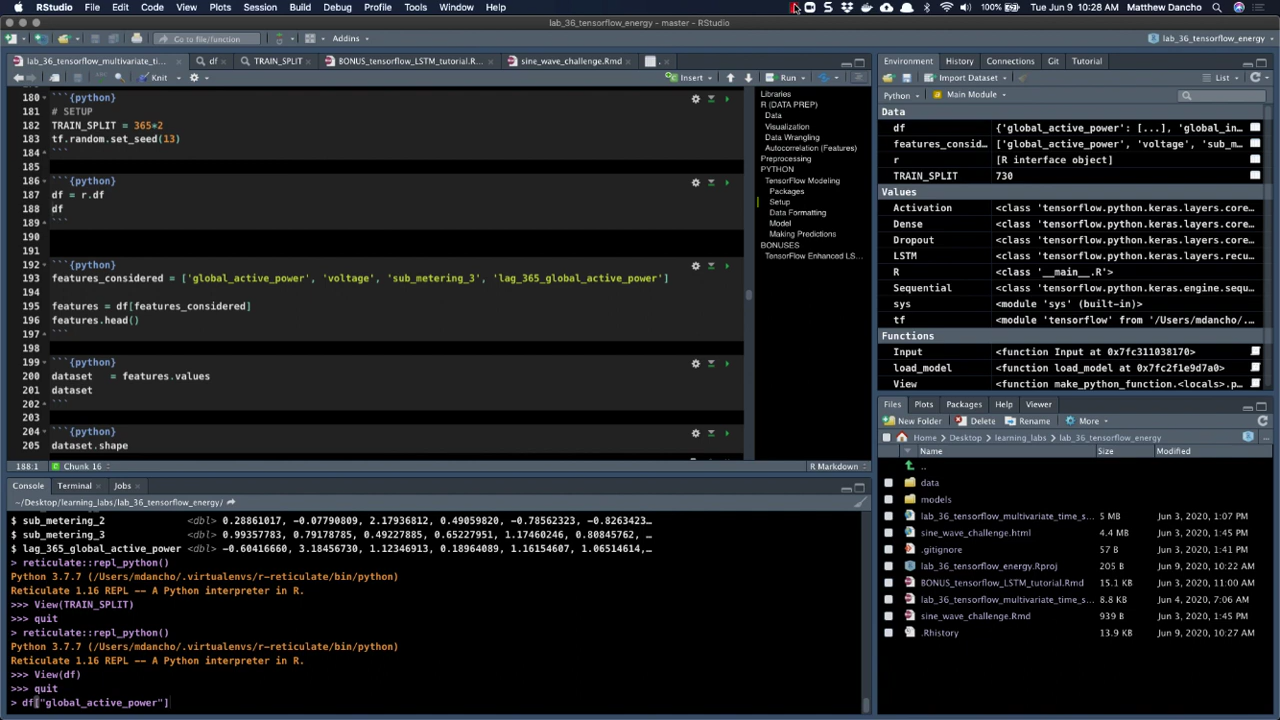 RStudio File Edit Code View Plots Session Build Debug Profile Tools Window Help 100% Tue Jun 9 10:28 AM Matthew Dancho
lab_36_tensorflow_energy - master - RStudio
Go to file/function Addins lab_36_tensorflow_energy
lab_36_tensorflow_multivariate_ti... df TRAIN_SPLIT BONUS_tensorflow_LSTM_tutorial.R... sine_wave_challenge.Rmd
Knit Insert Run
180 ```{python}
181 # SETUP
182 TRAIN_SPLIT = 365*2
183 tf.random.set_seed(13)
184 ```
185
186 ```{python}
187 df = r.df
188 df
189 ```
190
191
192 ```{python}
193 features_considered = ['global_active_power', 'voltage', 'sub_metering_3', 'lag_365_global_active_power']
194
195 features = df[features_considered]
196 features.head()
197 ```
198
199 ```{python}
200 dataset = features.values
201 dataset
202 ```
203
204 ```{python}
205 dataset.shape
188:1 Chunk 16 R Markdown
Libraries
R (DATA PREP)
Data
Visualization
Data Wrangling
Autocorrelation (Features)
Preprocessing
PYTHON
TensorFlow Modeling
Packages
Setup
Data Formatting
Model
Making Predictions
BONUSES
TensorFlow Enhanced LS...
Console Terminal Jobs
~/Desktop/learning_labs/lab_36_tensorflow_energy/
$ sub_metering_2 <dbl> 0.28861017, -0.07790809, 2.17936812, 0.49059820, -0.78562323, -0.8263423...
$ sub_metering_3 <dbl> 0.99357783, 0.79178785, 0.49229785, 0.65227951, 1.17460246, 0.80845762, ...
$ lag_365_global_active_power <dbl> -0.60416660, 3.18456730, 1.12346913, 0.18964089, 1.16154607, 1.06514614,...
> reticulate::repl_python()
Python 3.7.7 (/Users/mdancho/.virtualenvs/r-reticulate/bin/python)
Reticulate 1.16 REPL -- A Python interpreter in R.
>>> View(TRAIN_SPLIT)
>>> quit
> reticulate::repl_python()
Python 3.7.7 (/Users/mdancho/.virtualenvs/r-reticulate/bin/python)
Reticulate 1.16 REPL -- A Python interpreter in R.
>>> View(df)
>>> quit
> df["global_active_power"]
Environment History Connections Git Tutorial
Import Dataset List
Python Main Module
Data
df {'global_active_power': [...], 'global_in...
features_consid... ['global_active_power', 'voltage', 'sub_m...
r [R interface object]
TRAIN_SPLIT 730
Values
Activation <class 'tensorflow.python.keras.layers.core...
Dense <class 'tensorflow.python.keras.layers.core...
Dropout <class 'tensorflow.python.keras.layers.core...
LSTM <class 'tensorflow.python.keras.layers.recu...
R <class '__main__.R'>
Sequential <class 'tensorflow.python.keras.engine.sequ...
sys <module 'sys' (built-in)>
tf <module 'tensorflow' from '/Users/mdancho/...
Functions
Input <function Input at 0x7fc311038170>
load_model <function load_model at 0x7fc2f1e9d7a0>
View <function make_python_function.<locals>.p...
Files Plots Packages Help Viewer
New Folder Delete Rename More
Home Desktop learning_labs lab_36_tensorflow_energy
Name Size Modified
..
data
models
lab_36_tensorflow_multivariate_time_s... 5 MB Jun 3, 2020, 1:07 PM
sine_wave_challenge.html 4.4 MB Jun 3, 2020, 1:41 PM
.gitignore 57 B Jun 3, 2020, 1:41 PM
lab_36_tensorflow_energy.Rproj 205 B Jun 9, 2020, 10:22 AM
BONUS_tensorflow_LSTM_tutorial.Rmd 15.1 KB Jun 3, 2020, 11:00 AM
lab_36_tensorflow_multivariate_time_s... 8.8 KB Jun 4, 2020, 7:06 AM
sine_wave_challenge.Rmd 939 B Jun 3, 2020, 1:41 PM
.Rhistory 13.9 KB Jun 9, 2020, 10:27 AM